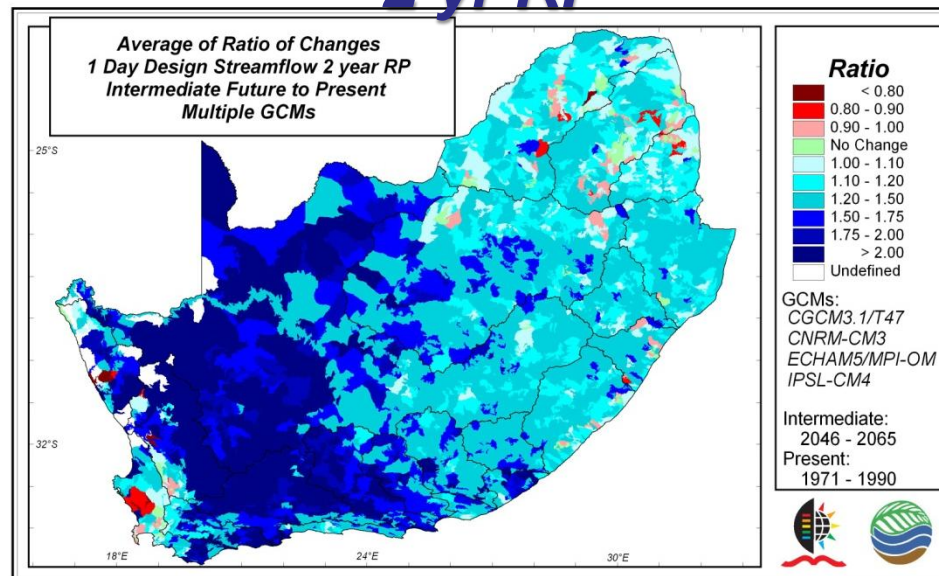 2 yr RP
Average of Ratio of Changes
1 Day Design Streamflow 2 year RP
Intermediate Future to Present
Multiple GCMs
25°S
32°S
18°E
24°E
30°E
Ratio
< 0.80
0.80 - 0.90
0.90 - 1.00
No Change
1.00 - 1.10
1.10 - 1.20
1.20 - 1.50
1.50 - 1.75
1.75 - 2.00
> 2.00
Undefined
GCMs:
CGCM3.1/T47
CNRM-CM3
ECHAM5/MPI-OM
IPSL-CM4
Intermediate:
2046 - 2065
Present:
1971 - 1990